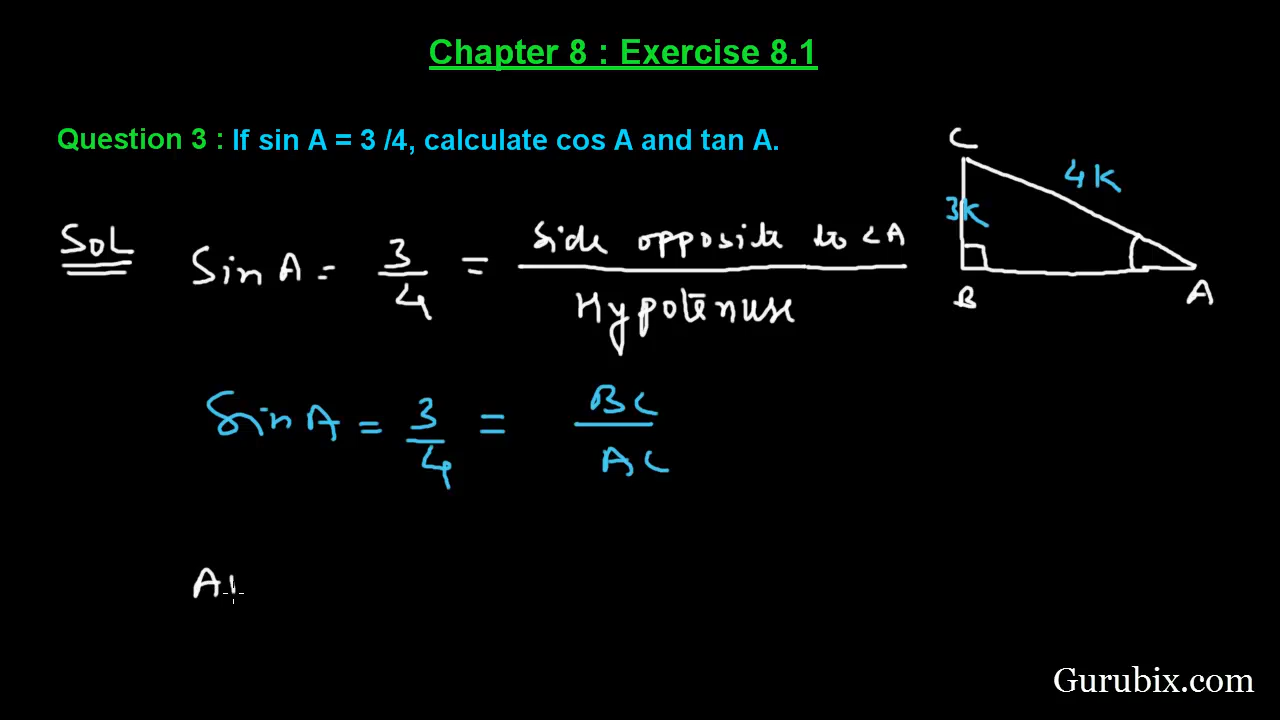 Chapter 8 : Exercise 8.1
Question 3 : If sin A = 3 /4, calculate cos A and tan A.
C
4K
3K
B
A
Sol
Sin A = 3/4 = Side opposite to ∠A / Hypotenuse
Sin A = 3/4 = BC / AC
A
Gurubix.com